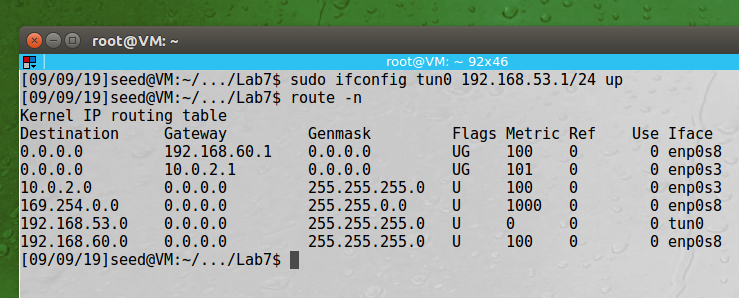 root@VM: ~
root@VM: ~ 92x46
[09/09/19]seed@VM:~/.../Lab7$ sudo ifconfig tun0 192.168.53.1/24 up
[09/09/19]seed@VM:~/.../Lab7$ route -n
Kernel IP routing table
Destination     Gateway         Genmask         Flags Metric Ref    Use Iface
0.0.0.0         192.168.60.1    0.0.0.0         UG    100    0        0 enp0s8
0.0.0.0         10.0.2.1        0.0.0.0         UG    101    0        0 enp0s3
10.0.2.0        0.0.0.0         255.255.255.0   U     100    0        0 enp0s3
169.254.0.0     0.0.0.0         255.255.0.0     U     1000   0        0 enp0s8
192.168.53.0    0.0.0.0         255.255.255.0   U     0      0        0 tun0
192.168.60.0    0.0.0.0         255.255.255.0   U     100    0        0 enp0s8
[09/09/19]seed@VM:~/.../Lab7$